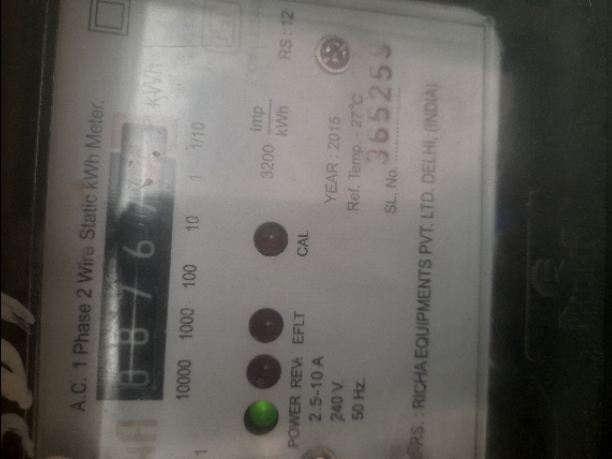 A.C. 1 Phase 2 Wire Static kWh Meter.
0876 kWh
10000 1000 100 10 1 1/10
3200 imp/kWh
RS : 12
POWER REV. EFLT CAL
2.5-10 A
240 V.
50 Hz.
YEAR : 2015
Ref. Temp. - 27°C
SL. No. 365259
RS. : RICHA EQUIPMENTS PVT. LTD. DELHI, (INDIA)